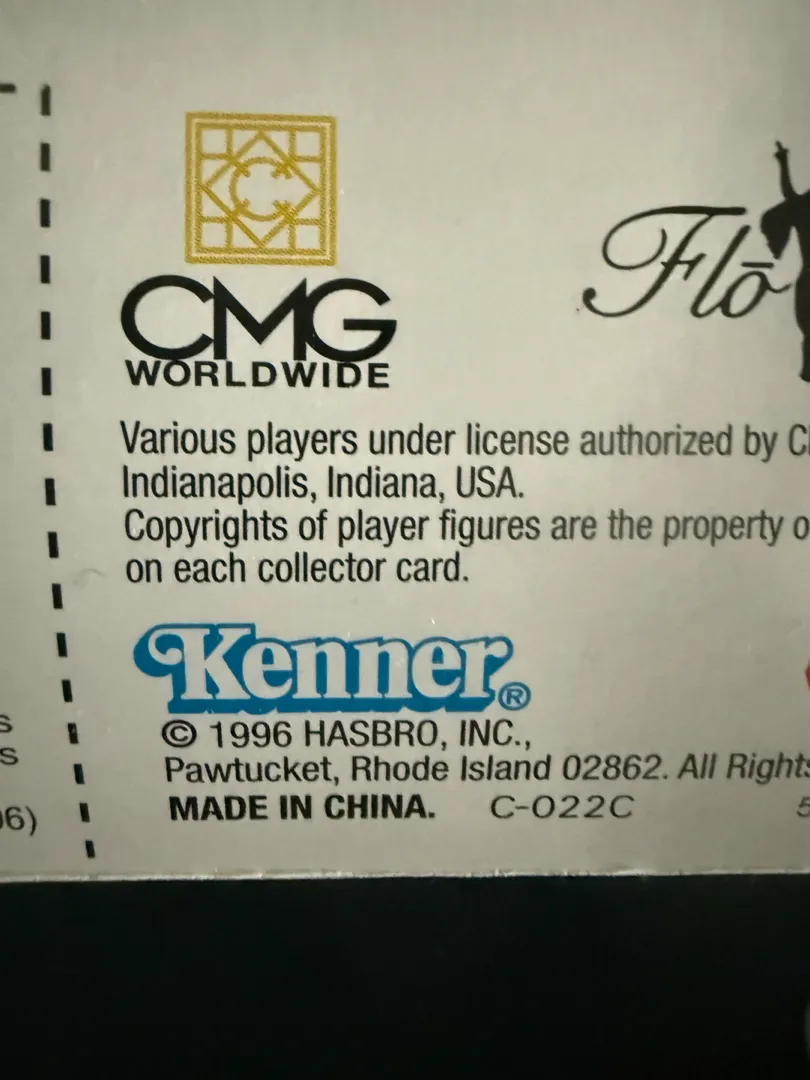 CMG
WORLDWIDE
Flō
Various players under license authorized by
Indianapolis, Indiana, USA.
Copyrights of player figures are the property
on each collector card.
Kenner®
© 1996 HASBRO, INC.,
Pawtucket, Rhode Island 02862. All Rights
MADE IN CHINA. C-022C